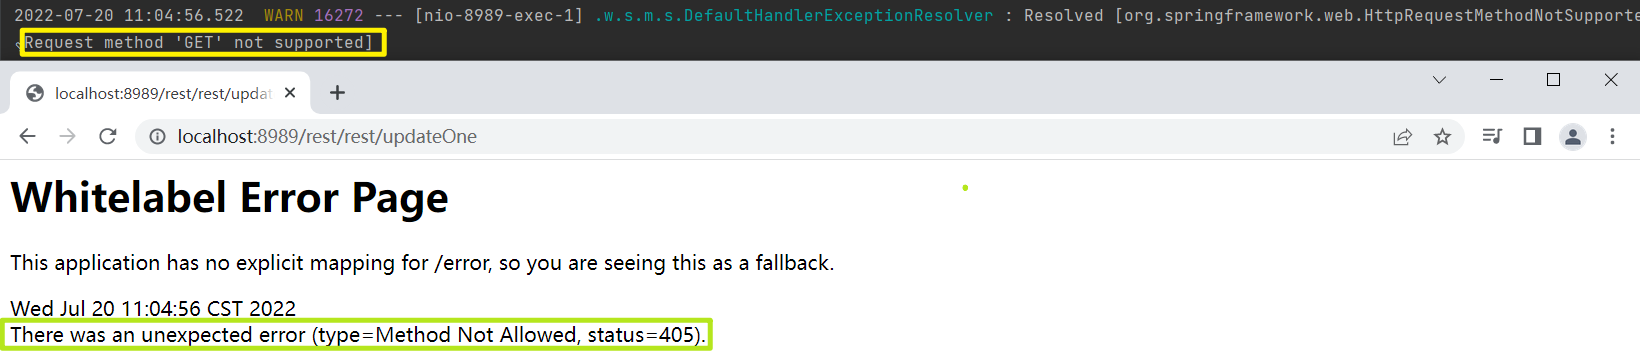 2022-07-20 11:04:56.522  WARN 16272 --- [nio-8989-exec-1] .w.s.m.s.DefaultHandlerExceptionResolver : Resolved [org.springframework.web.HttpRequestMethodNotSupporte
Request method 'GET' not supported]
localhost:8989/rest/rest/updat
localhost:8989/rest/rest/updateOne
Whitelabel Error Page
This application has no explicit mapping for /error, so you are seeing this as a fallback.
Wed Jul 20 11:04:56 CST 2022
There was an unexpected error (type=Method Not Allowed, status=405).